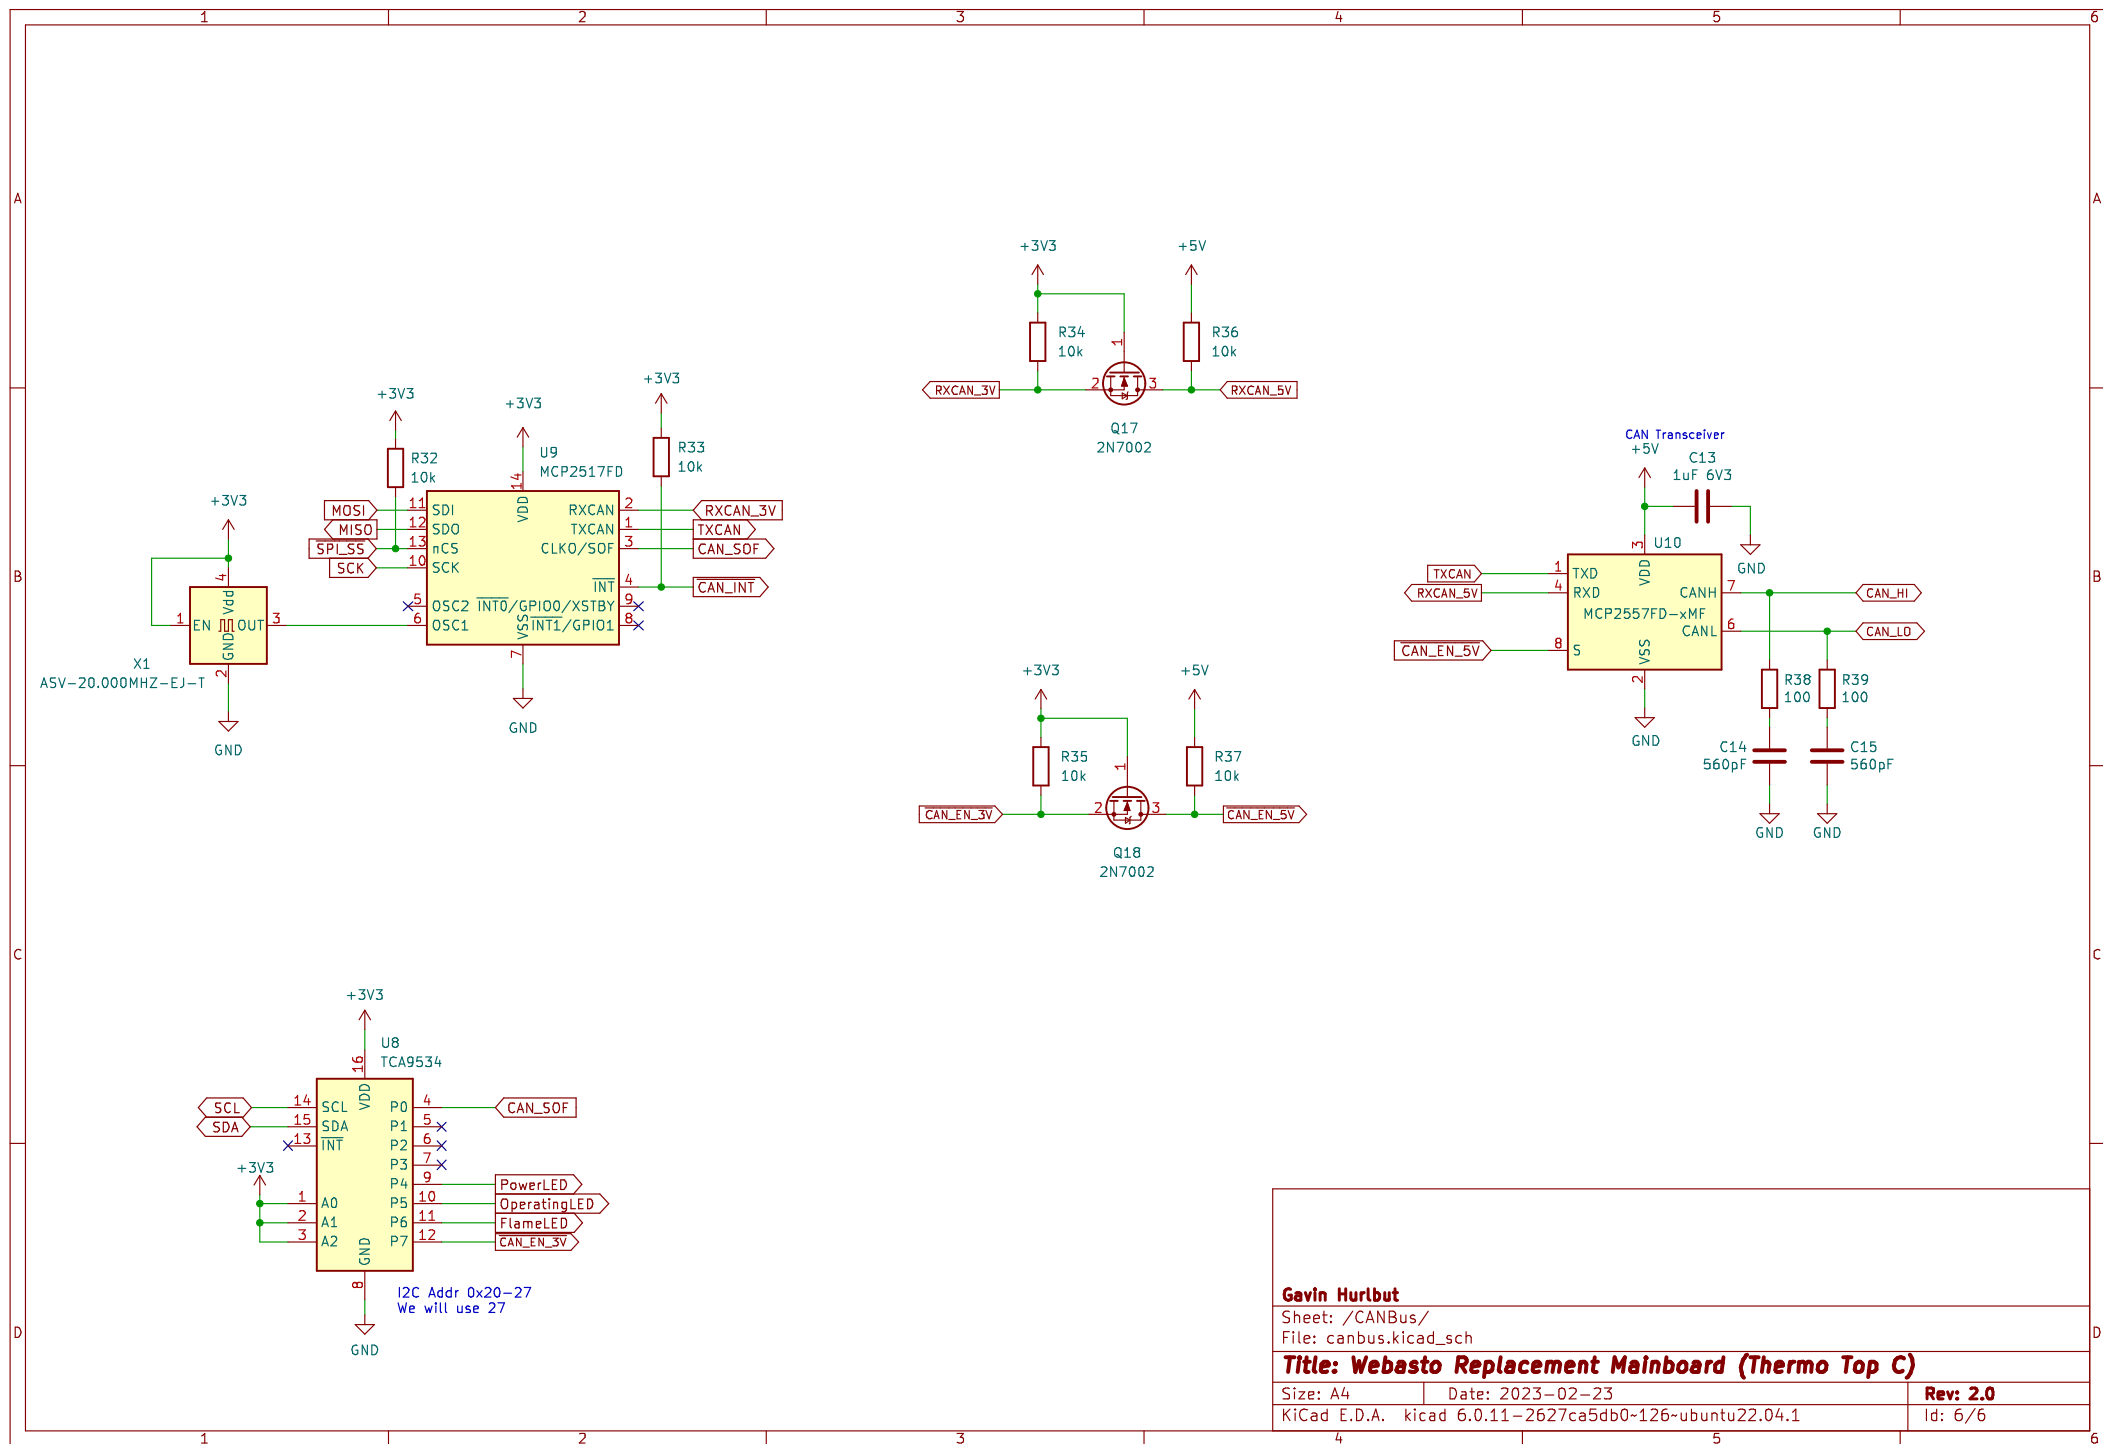 1 2 3 4 5 6
A
B
C
D
A
B
C
D
1 2 3 4 5 6
+3V3
R32
10k
+3V3
U9
MCP2517FD
+3V3
R33
10k
MOSI 11 SDI
MISO 12 SDO
SPI_SS 13 nCS
SCK 10 SCK
5 OSC2
6 OSC1
14 VDD
7 VSS
RXCAN 2 RXCAN_3V
TXCAN 1 TXCAN
CLKO/SOF 3 CAN_SOF
INT 4 CAN_INT
INT0/GPIO0/XSTBY 9
INT1/GPIO1 8
GND
+3V3
4 Vdd
1 EN
OUT 3
GND 2
X1
ASV-20.000MHZ-EJ-T
GND
+3V3
+5V
R34
10k
R36
10k
RXCAN_3V 2 1 3 RXCAN_5V
Q17
2N7002
+3V3
+5V
R35
10k
R37
10k
CAN_EN_3V 2 1 3 CAN_EN_5V
Q18
2N7002
CAN Transceiver
+5V
C13
1uF 6V3
GND
U10
MCP2557FD-xMF
3 VDD
TXCAN 1 TXD
RXCAN_5V 4 RXD
CAN_EN_5V 8 S
CANH 7 CAN_HI
CANL 6 CAN_LO
VSS 2
GND
R38
100
R39
100
C14
560pF
C15
560pF
GND
GND
+3V3
U8
TCA9534
16 VDD
SCL 14 SCL
SDA 15 SDA
13 INT
+3V3
1 A0
2 A1
3 A2
P0 4 CAN_SOF
P1 5
P2 6
P3 7
P4 9 PowerLED
P5 10 OperatingLED
P6 11 FlameLED
P7 12 CAN_EN_3V
GND 8
GND
I2C Addr 0x20-27
We will use 27
Gavin Hurlbut
Sheet: /CANBus/
File: canbus.kicad_sch
Title: Webasto Replacement Mainboard (Thermo Top C)
Size: A4 Date: 2023-02-23 Rev: 2.0
KiCad E.D.A. kicad 6.0.11-2627ca5db0~126~ubuntu22.04.1 Id: 6/6